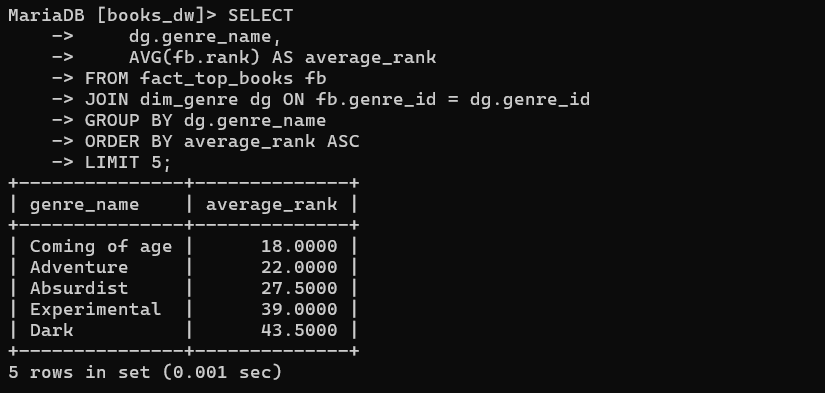 MariaDB [books_dw]> SELECT
    ->     dg.genre_name,
    ->     AVG(fb.rank) AS average_rank
    -> FROM fact_top_books fb
    -> JOIN dim_genre dg ON fb.genre_id = dg.genre_id
    -> GROUP BY dg.genre_name
    -> ORDER BY average_rank ASC
    -> LIMIT 5;
+---------------+--------------+
| genre_name    | average_rank |
+---------------+--------------+
| Coming of age |      18.0000 |
| Adventure     |      22.0000 |
| Absurdist     |      27.5000 |
| Experimental  |      39.0000 |
| Dark          |      43.5000 |
+---------------+--------------+
5 rows in set (0.001 sec)